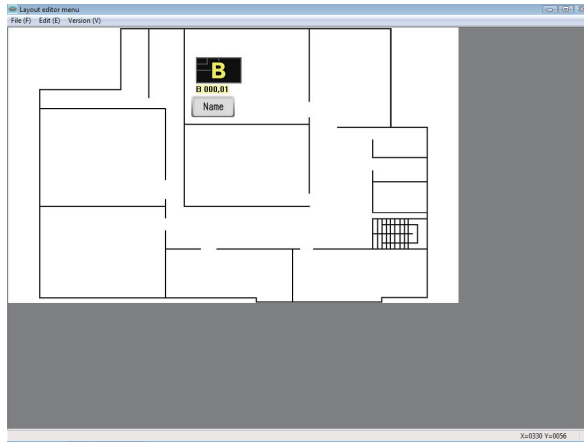 Layout editor menu
File (F) Edit (E) Version (V)
B
B 000,01
Name
X=0330 Y=0056